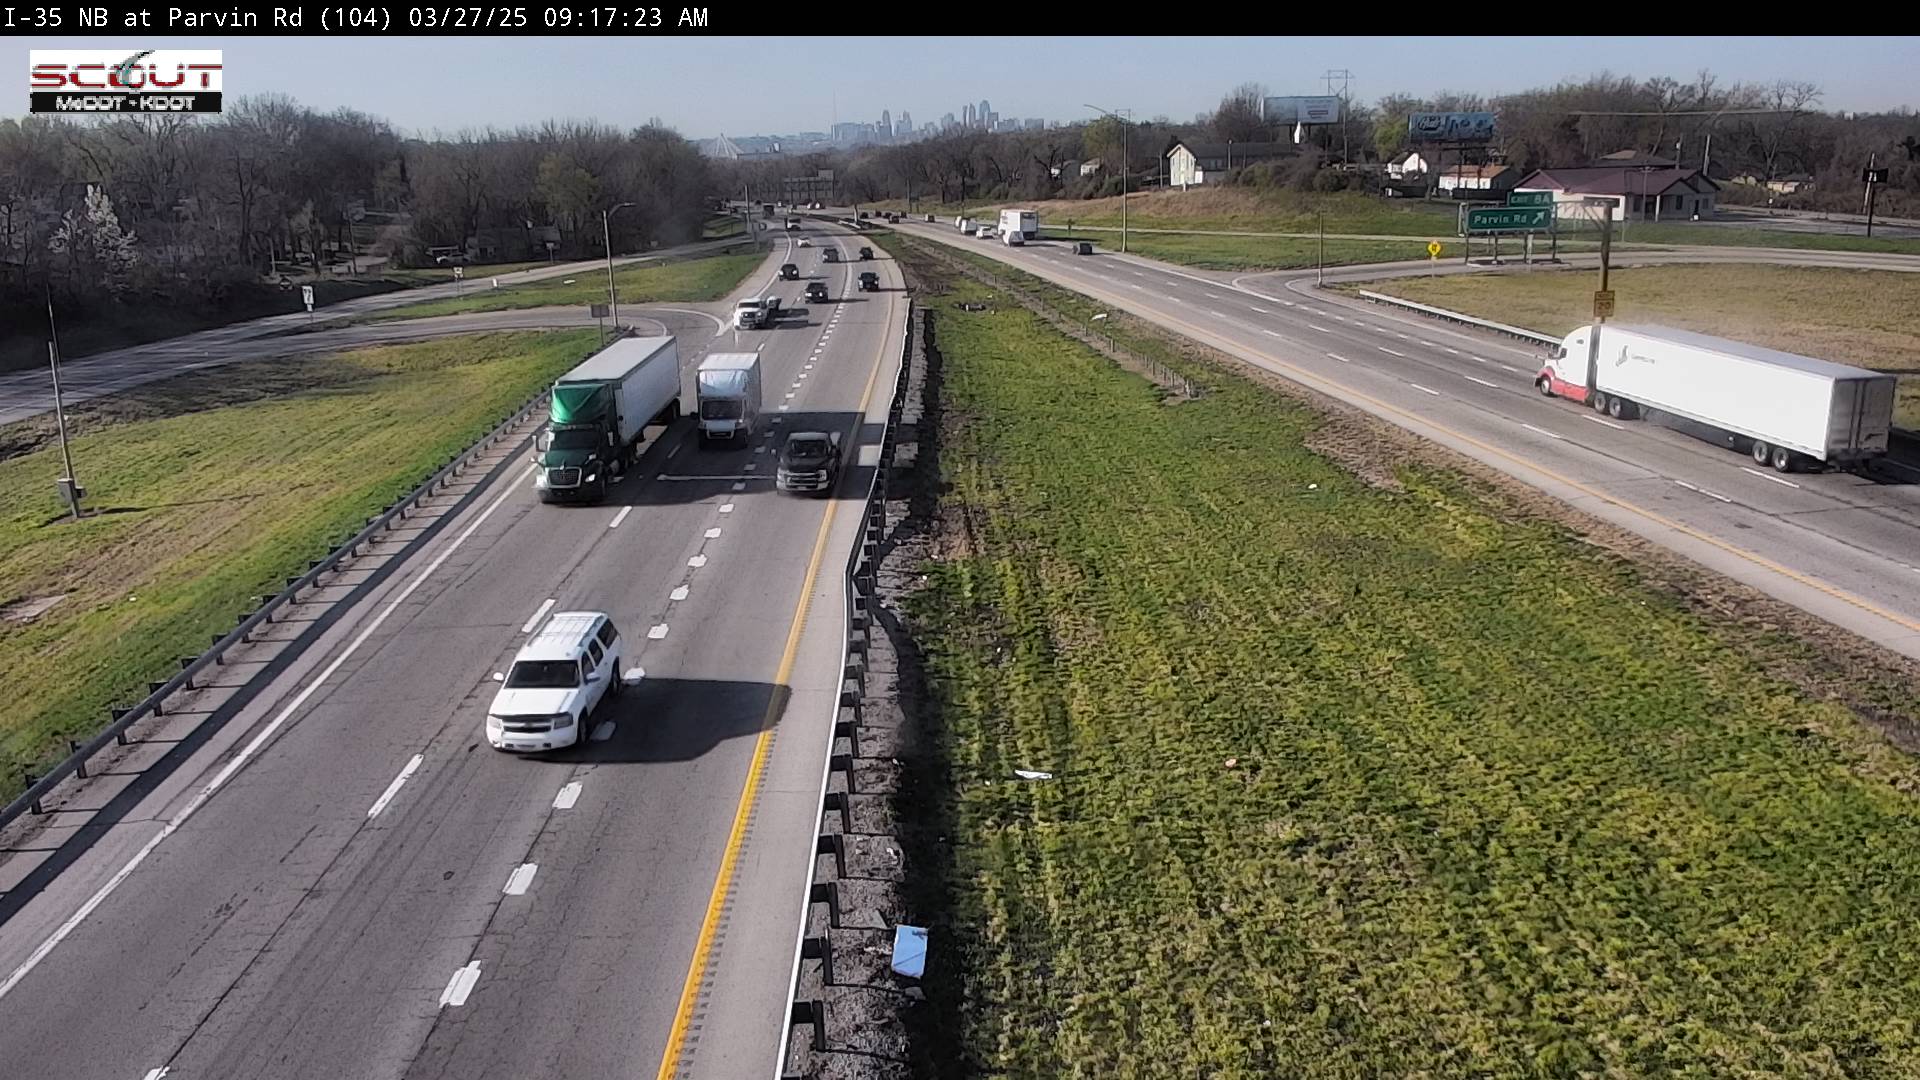 I-35 NB at Parvin Rd (104) 03/27/25 09:17:23 AM
SCOUT
MoDOT - KDOT
EXIT 8A
Parvin Rd